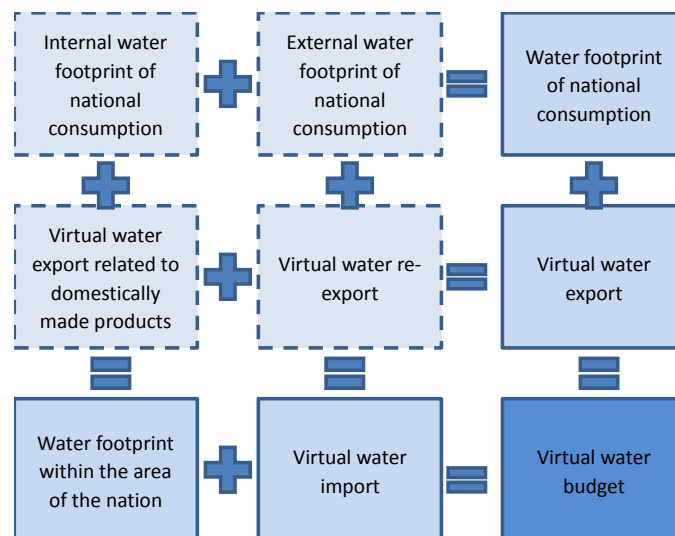 Internal water
footprint of
national
consumption
External water
footprint of
national
consumption
Water footprint
of national
consumption
Virtual water
export related to
domestically
made products
Virtual water re-
export
Virtual water
export
Water footprint
within the area
of the nation
Virtual water
import
Virtual water
budget